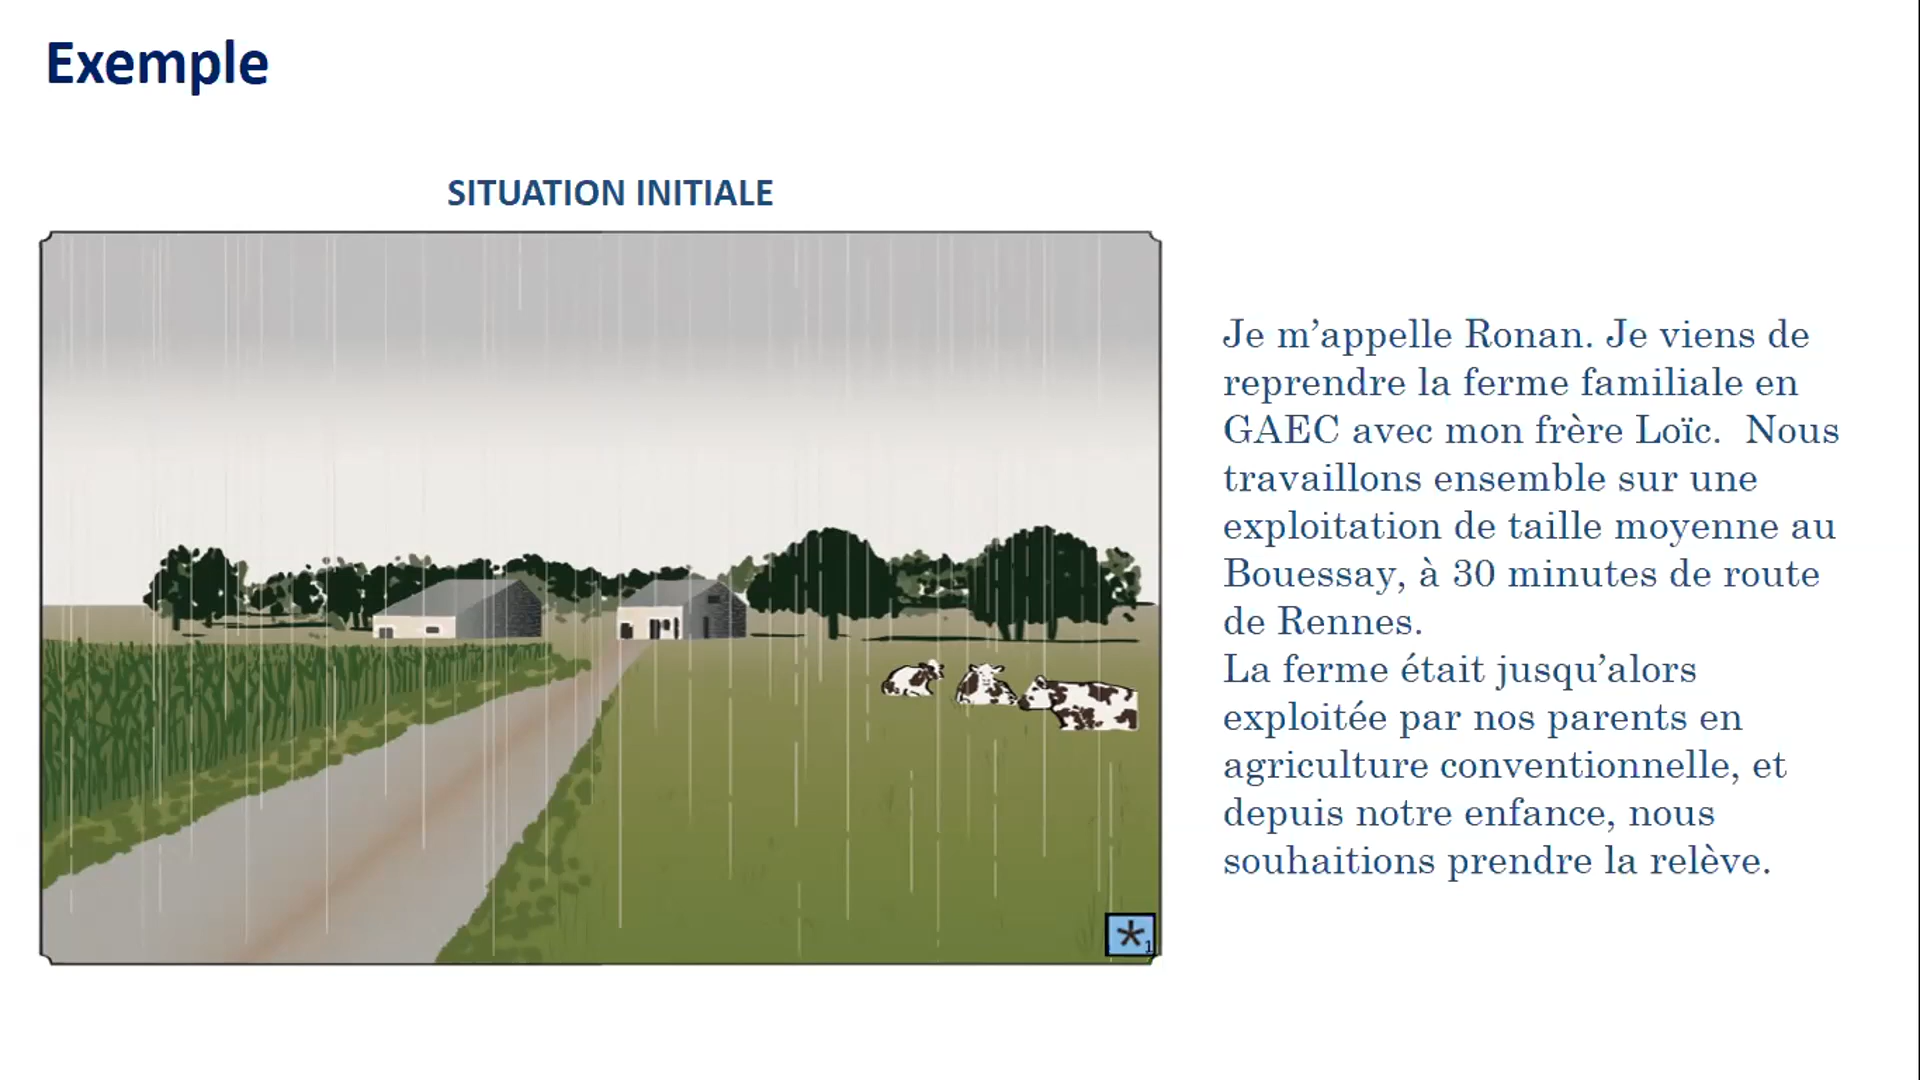 Exemple
SITUATION INITIALE
Je m’appelle Ronan. Je viens de
reprendre la ferme familiale en
GAEC avec mon frère Loïc.  Nous
travaillons ensemble sur une
exploitation de taille moyenne au
Bouessay, à 30 minutes de route
de Rennes.
La ferme était jusqu’alors
exploitée par nos parents en
agriculture conventionnelle, et
depuis notre enfance, nous
souhaitions prendre la relève.
*1